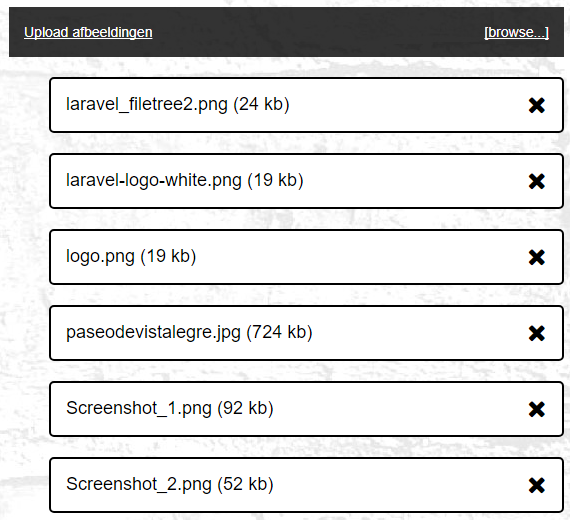 Upload afbeeldingen [browse...]
laravel_filetree2.png (24 kb)
laravel-logo-white.png (19 kb)
logo.png (19 kb)
paseodevistalegre.jpg (724 kb)
Screenshot_1.png (92 kb)
Screenshot_2.png (52 kb)